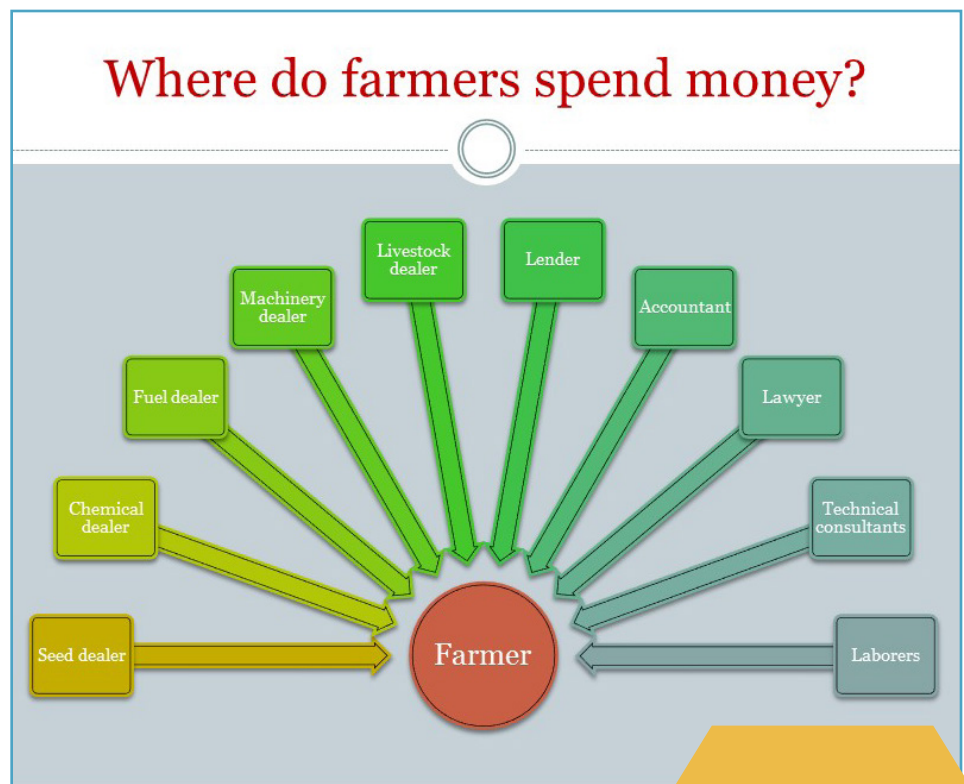 Where do farmers spend money?
Livestock
dealer
Lender
Machinery
dealer
Accountant
Fuel dealer
Lawyer
Chemical
dealer
Technical
consultants
Seed dealer
Farmer
Laborers